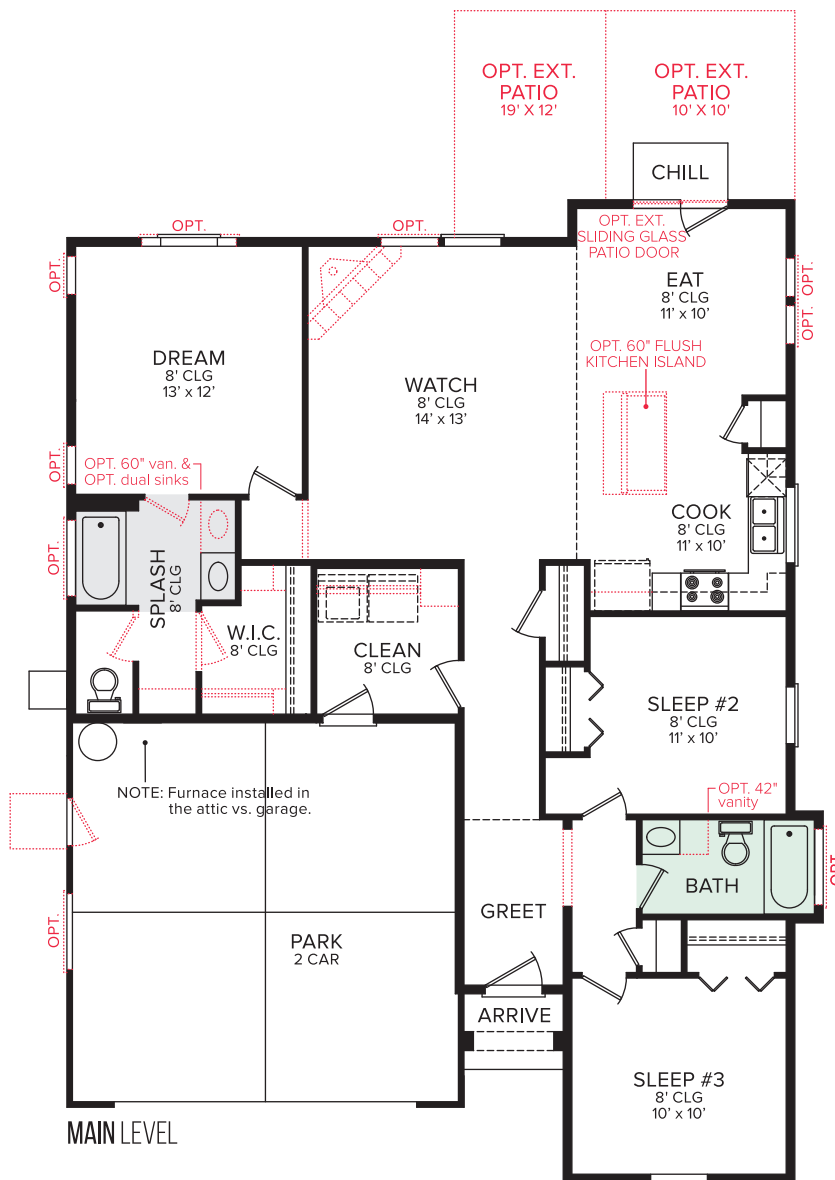 OPT. EXT.
PATIO
19' X 12'
OPT. EXT.
PATIO
10' X 10'
CHILL
OPT.
OPT.
OPT. EXT.
SLIDING GLASS
PATIO DOOR
OPT.
EAT
8' CLG
11' x 10'
OPT.
OPT.
DREAM
8' CLG
13' x 12'
WATCH
8' CLG
14' x 13'
OPT. 60" FLUSH
KITCHEN ISLAND
OPT.
OPT. 60" van. &
OPT. dual sinks
COOK
8' CLG
11' x 10'
OPT.
SPLASH
8' CLG
W.I.C.
8' CLG
CLEAN
8' CLG
SLEEP #2
8' CLG
11' x 10'
NOTE: Furnace installed in
the attic vs. garage.
OPT. 42"
vanity
BATH
OPT.
OPT.
GREET
PARK
2 CAR
ARRIVE
SLEEP #3
8' CLG
10' x 10'
MAIN LEVEL